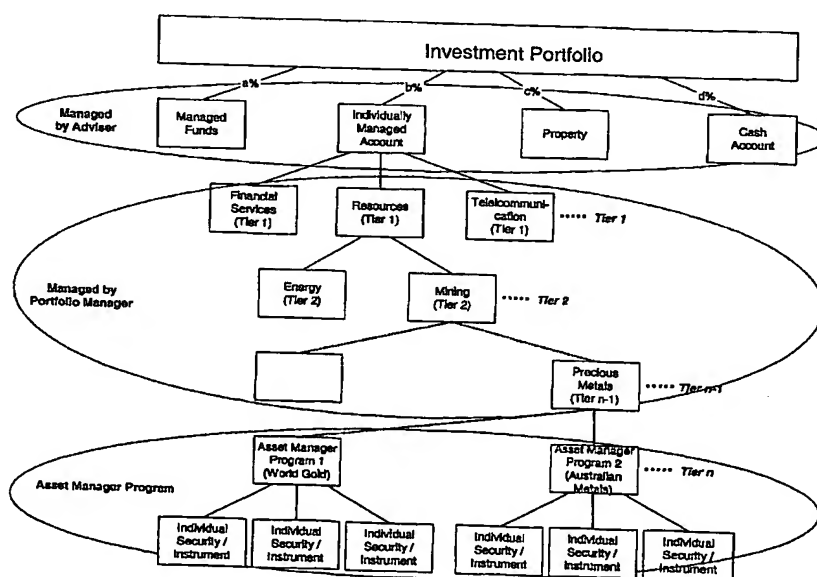 Investment Portfolio
a%
b%
c%
d%
Managed
by Adviser
Managed
Funds
Individually
Managed
Account
Property
Cash
Account
Financial
Services
(Tier 1)
Resources
(Tier 1)
Telecommuni-
cation
(Tier 1)
Tier 1
Managed by
Portfolio Manager
Energy
(Tier 2)
Mining
(Tier 2)
Tier 2
Precious
Metals
(Tier n-1)
Tier n-1
Asset Manager Program
Asset Manager
Program 1
(World Gold)
Asset Manager
Program 2
(Australian
Metals)
Tier n
Individual
Security /
Instrument
Individual
Security /
Instrument
Individual
Security /
Instrument
Individual
Security /
Instrument
Individual
Security /
Instrument
Individual
Security /
Instrument